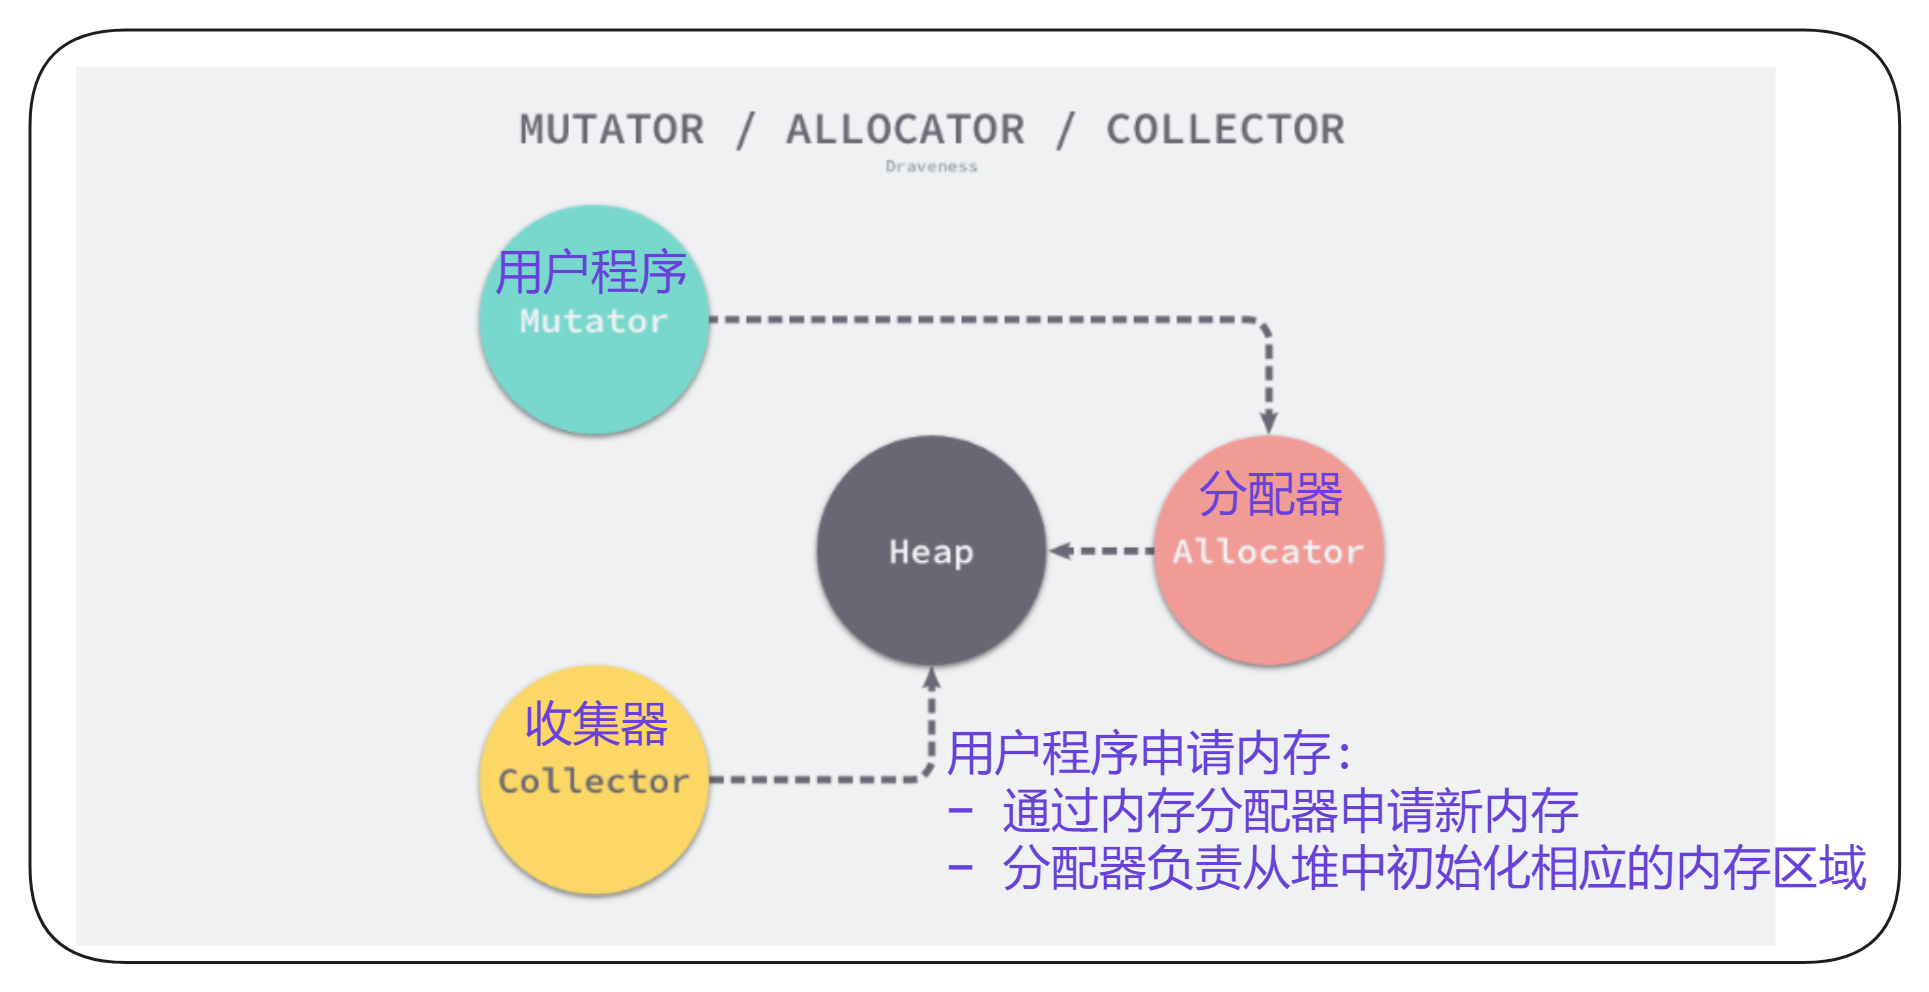 MUTATOR / ALLOCATOR / COLLECTOR
Draveness
用户程序
Mutator
分配器
Heap
Allocator
收集器
Collector
用户程序申请内存:
- 通过内存分配器申请新内存
- 分配器负责从堆中初始化相应的内存区域